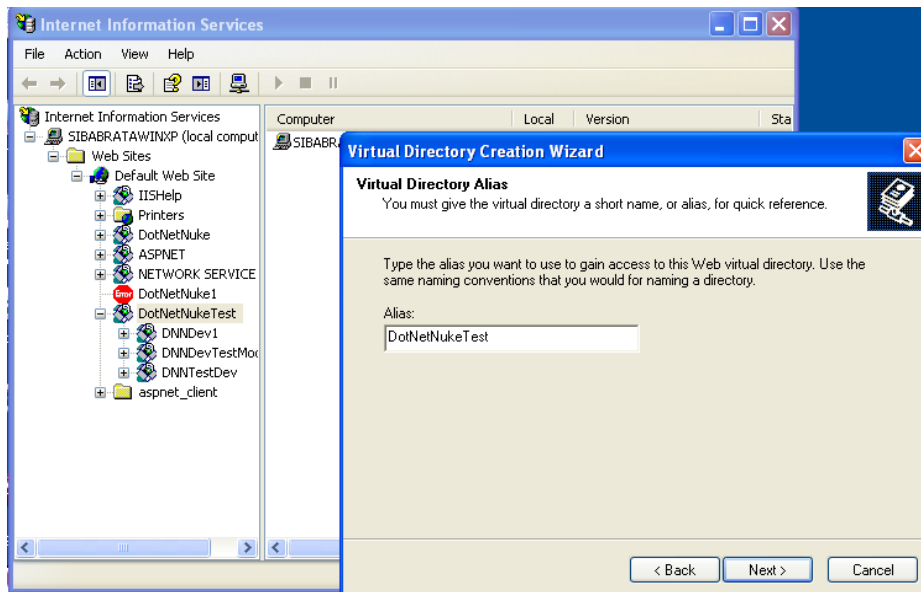 Internet Information Services
File Action View Help
Internet Information Services
SIBABRATAWINXP (local comput
Web Sites
Default Web Site
IISHelp
Printers
DotNetNuke
ASPNET
NETWORK SERVICE
Error DotNetNuke1
DotNetNukeTest
DNNDev1
DNNDevTestMo
DNNTestDev
aspnet_client
Computer Local Version Sta
SIBABR
Virtual Directory Creation Wizard
Virtual Directory Alias
You must give the virtual directory a short name, or alias, for quick reference.
Type the alias you want to use to gain access to this Web virtual directory. Use the
same naming conventions that you would for naming a directory.
Alias:
DotNetNukeTest
< Back Next > Cancel